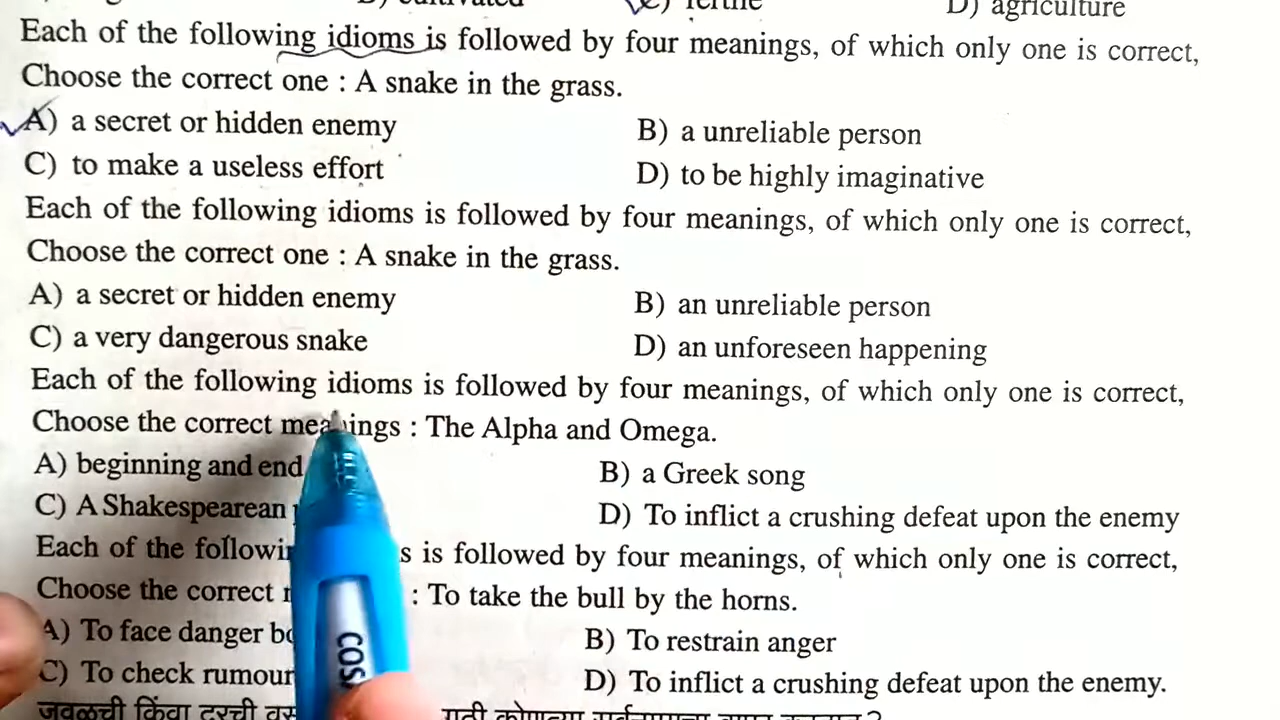 C) fertile D) agriculture
Each of the following idioms is followed by four meanings, of which only one is correct,
Choose the correct one : A snake in the grass.
A) a secret or hidden enemy B) a unreliable person
C) to make a useless effort D) to be highly imaginative
Each of the following idioms is followed by four meanings, of which only one is correct,
Choose the correct one : A snake in the grass.
A) a secret or hidden enemy B) an unreliable person
C) a very dangerous snake D) an unforeseen happening
Each of the following idioms is followed by four meanings, of which only one is correct,
Choose the correct meanings : The Alpha and Omega.
A) beginning and end B) a Greek song
C) A Shakespearean D) To inflict a crushing defeat upon the enemy
Each of the is followed by four meanings, of which only one is correct,
Choose the correct : To take the bull by the horns.
A) To face danger B) To restrain anger
C) To check rumour D) To inflict a crushing defeat upon the enemy.
जवळची किंवा दूरची